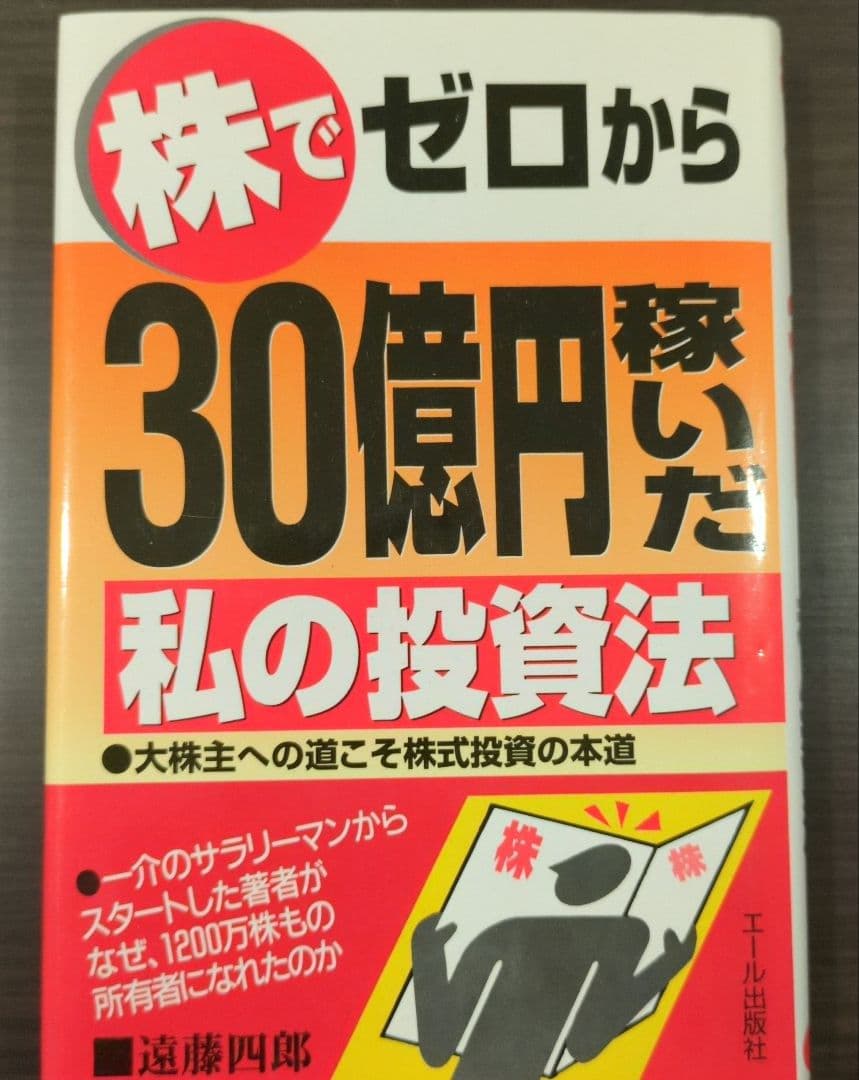 株でゼロから
30億円稼いだ
私の投資法
●大株主への道こそ株式投資の本道
●一介のサラリーマンから
スタートした著者が
なぜ、1200万株もの
所有者になれたのか
■遠藤四郎
株
株
エール出版社